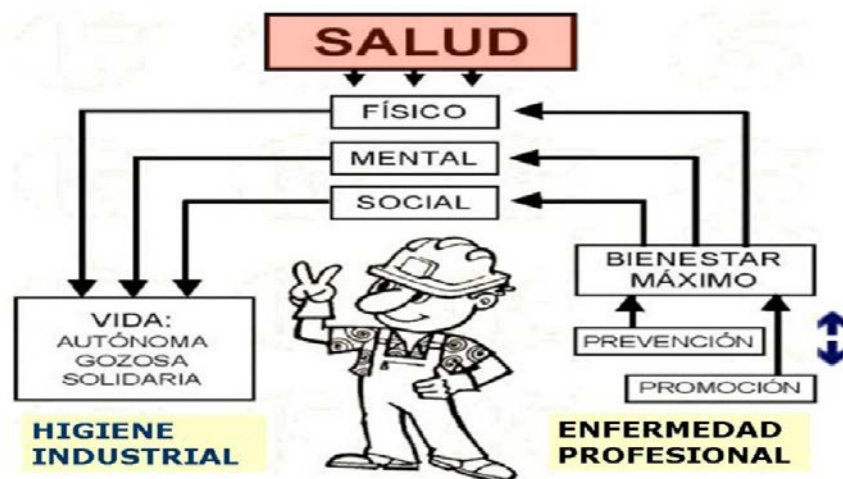 SALUD
FÍSICO
MENTAL
SOCIAL
BIENESTAR
MÁXIMO
VIDA:
AUTÓNOMA
GOZOSA
SOLIDARIA
PREVENCIÓN
PROMOCIÓN
HIGIENE
INDUSTRIAL
ENFERMEDAD
PROFESIONAL